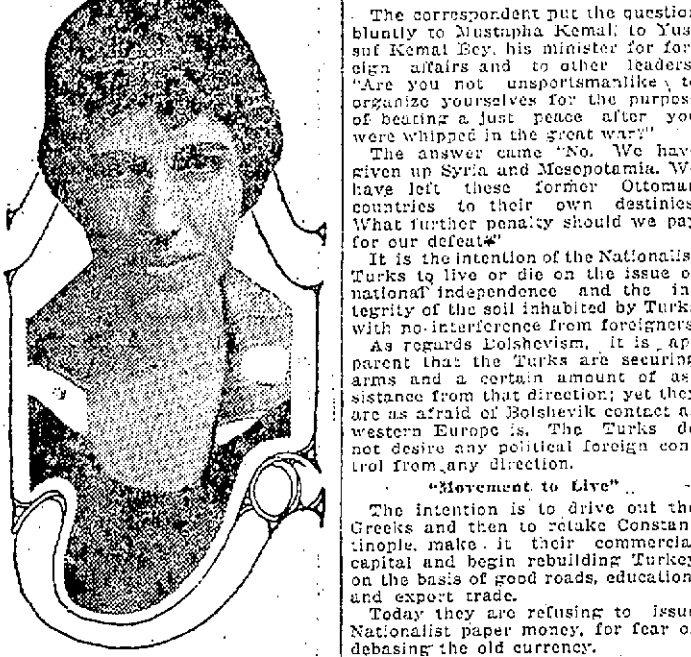 The correspondent put the question
bluntly to Mustapha Kemal, to Yus-
suf Kemal Bey, his minister for for-
eign affairs and to other leaders
"Are you not unsportsmanlike to
organize yourselves for the purpos
of beating a just peace after you
were whipped in the great war?"
The answer came "No. We hav
given up Syria and Mesopotamia. W
have left these former Ottoman
countries to their own destinies
What further penalty should we pay
for our defeat?"
It is the intention of the Nationalis
Turks to live or die on the issue o
national independence and the in
tegrity of the soil inhabited by Turk
with no interference from foreigners
As regards Bolshevism, it is ap
parent that the Turks are securing
arms and a certain amount of as
sistance from that direction; yet they
are as afraid of Bolshevik contact a
western Europe is. The Turks do
not desire any political foreign con
trol from any direction.
"Movement to Live"
The intention is to drive out the
Greeks and then to retake Constan
tinople, make it their commercia
capital and begin rebuilding Turkey
on the basis of good roads, education
and export trade.
Today they are refusing to issue
Nationalist paper money, for fear o
debasing the old currency.